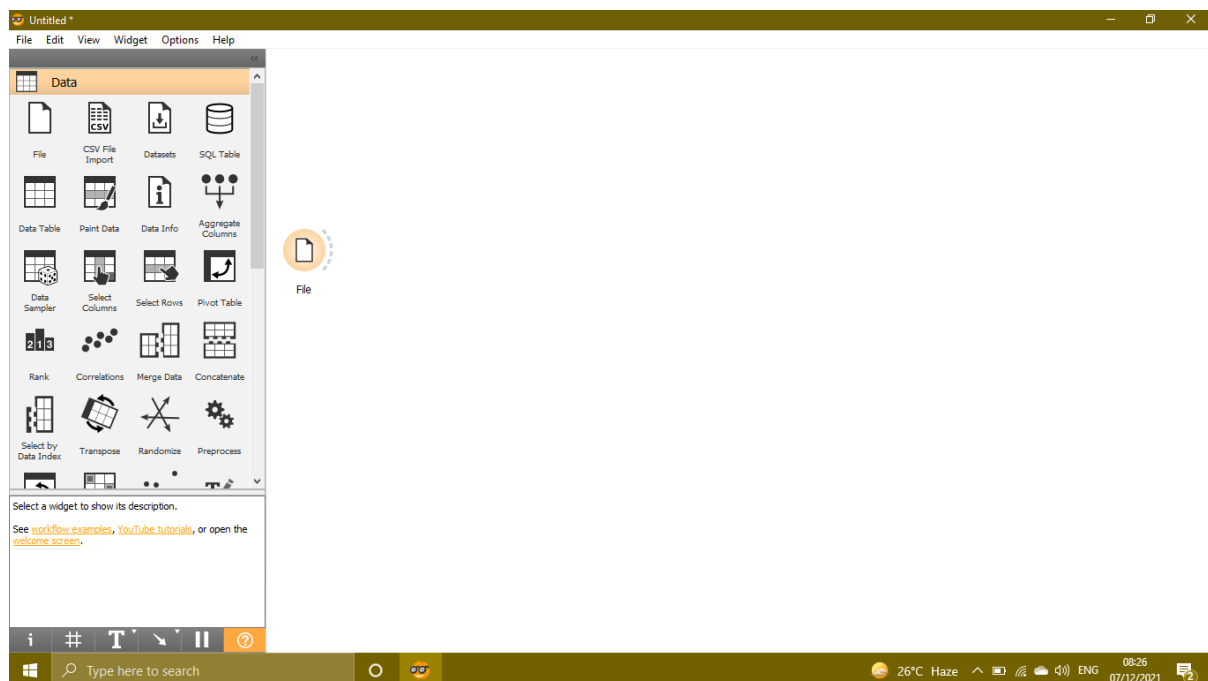 Untitled *
File Edit View Widget Options Help
Data
File
CSV File
Import
Datasets
SQL Table
Data Table
Paint Data
Data Info
Aggregate
Columns
Data
Sampler
Select
Columns
Select Rows
Pivot Table
Rank
Correlations
Merge Data
Concatenate
Select by
Data Index
Transpose
Randomize
Preprocess
File
Select a widget to show its description.
See workflow examples, YouTube tutorials, or open the
welcome screen.
Type here to search
26°C Haze
ENG
08:26
07/12/2021
2